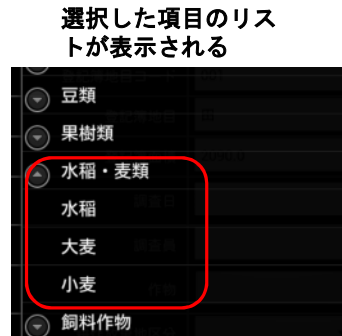 選択した項目のリス
トが表示される
豆類
果樹類
水稲・麦類
水稲
大麦
小麦
飼料作物